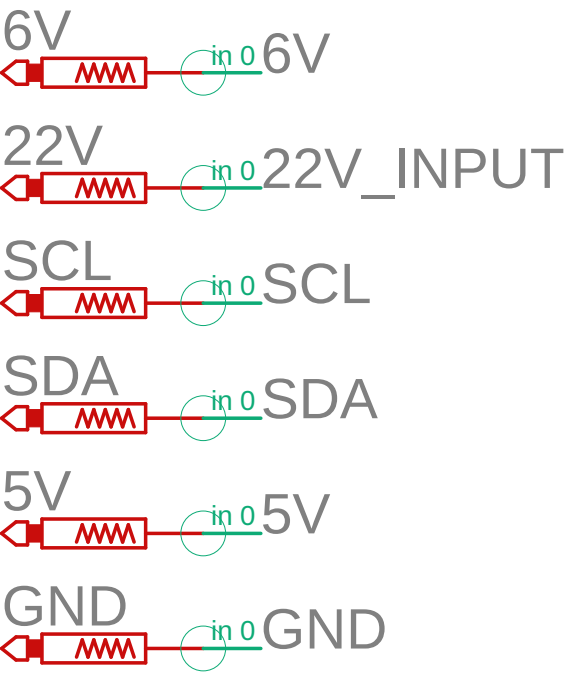 6V
in 0 6V
22V
in 0 22V_INPUT
SCL
in 0 SCL
SDA
in 0 SDA
5V
in 0 5V
GND
in 0 GND